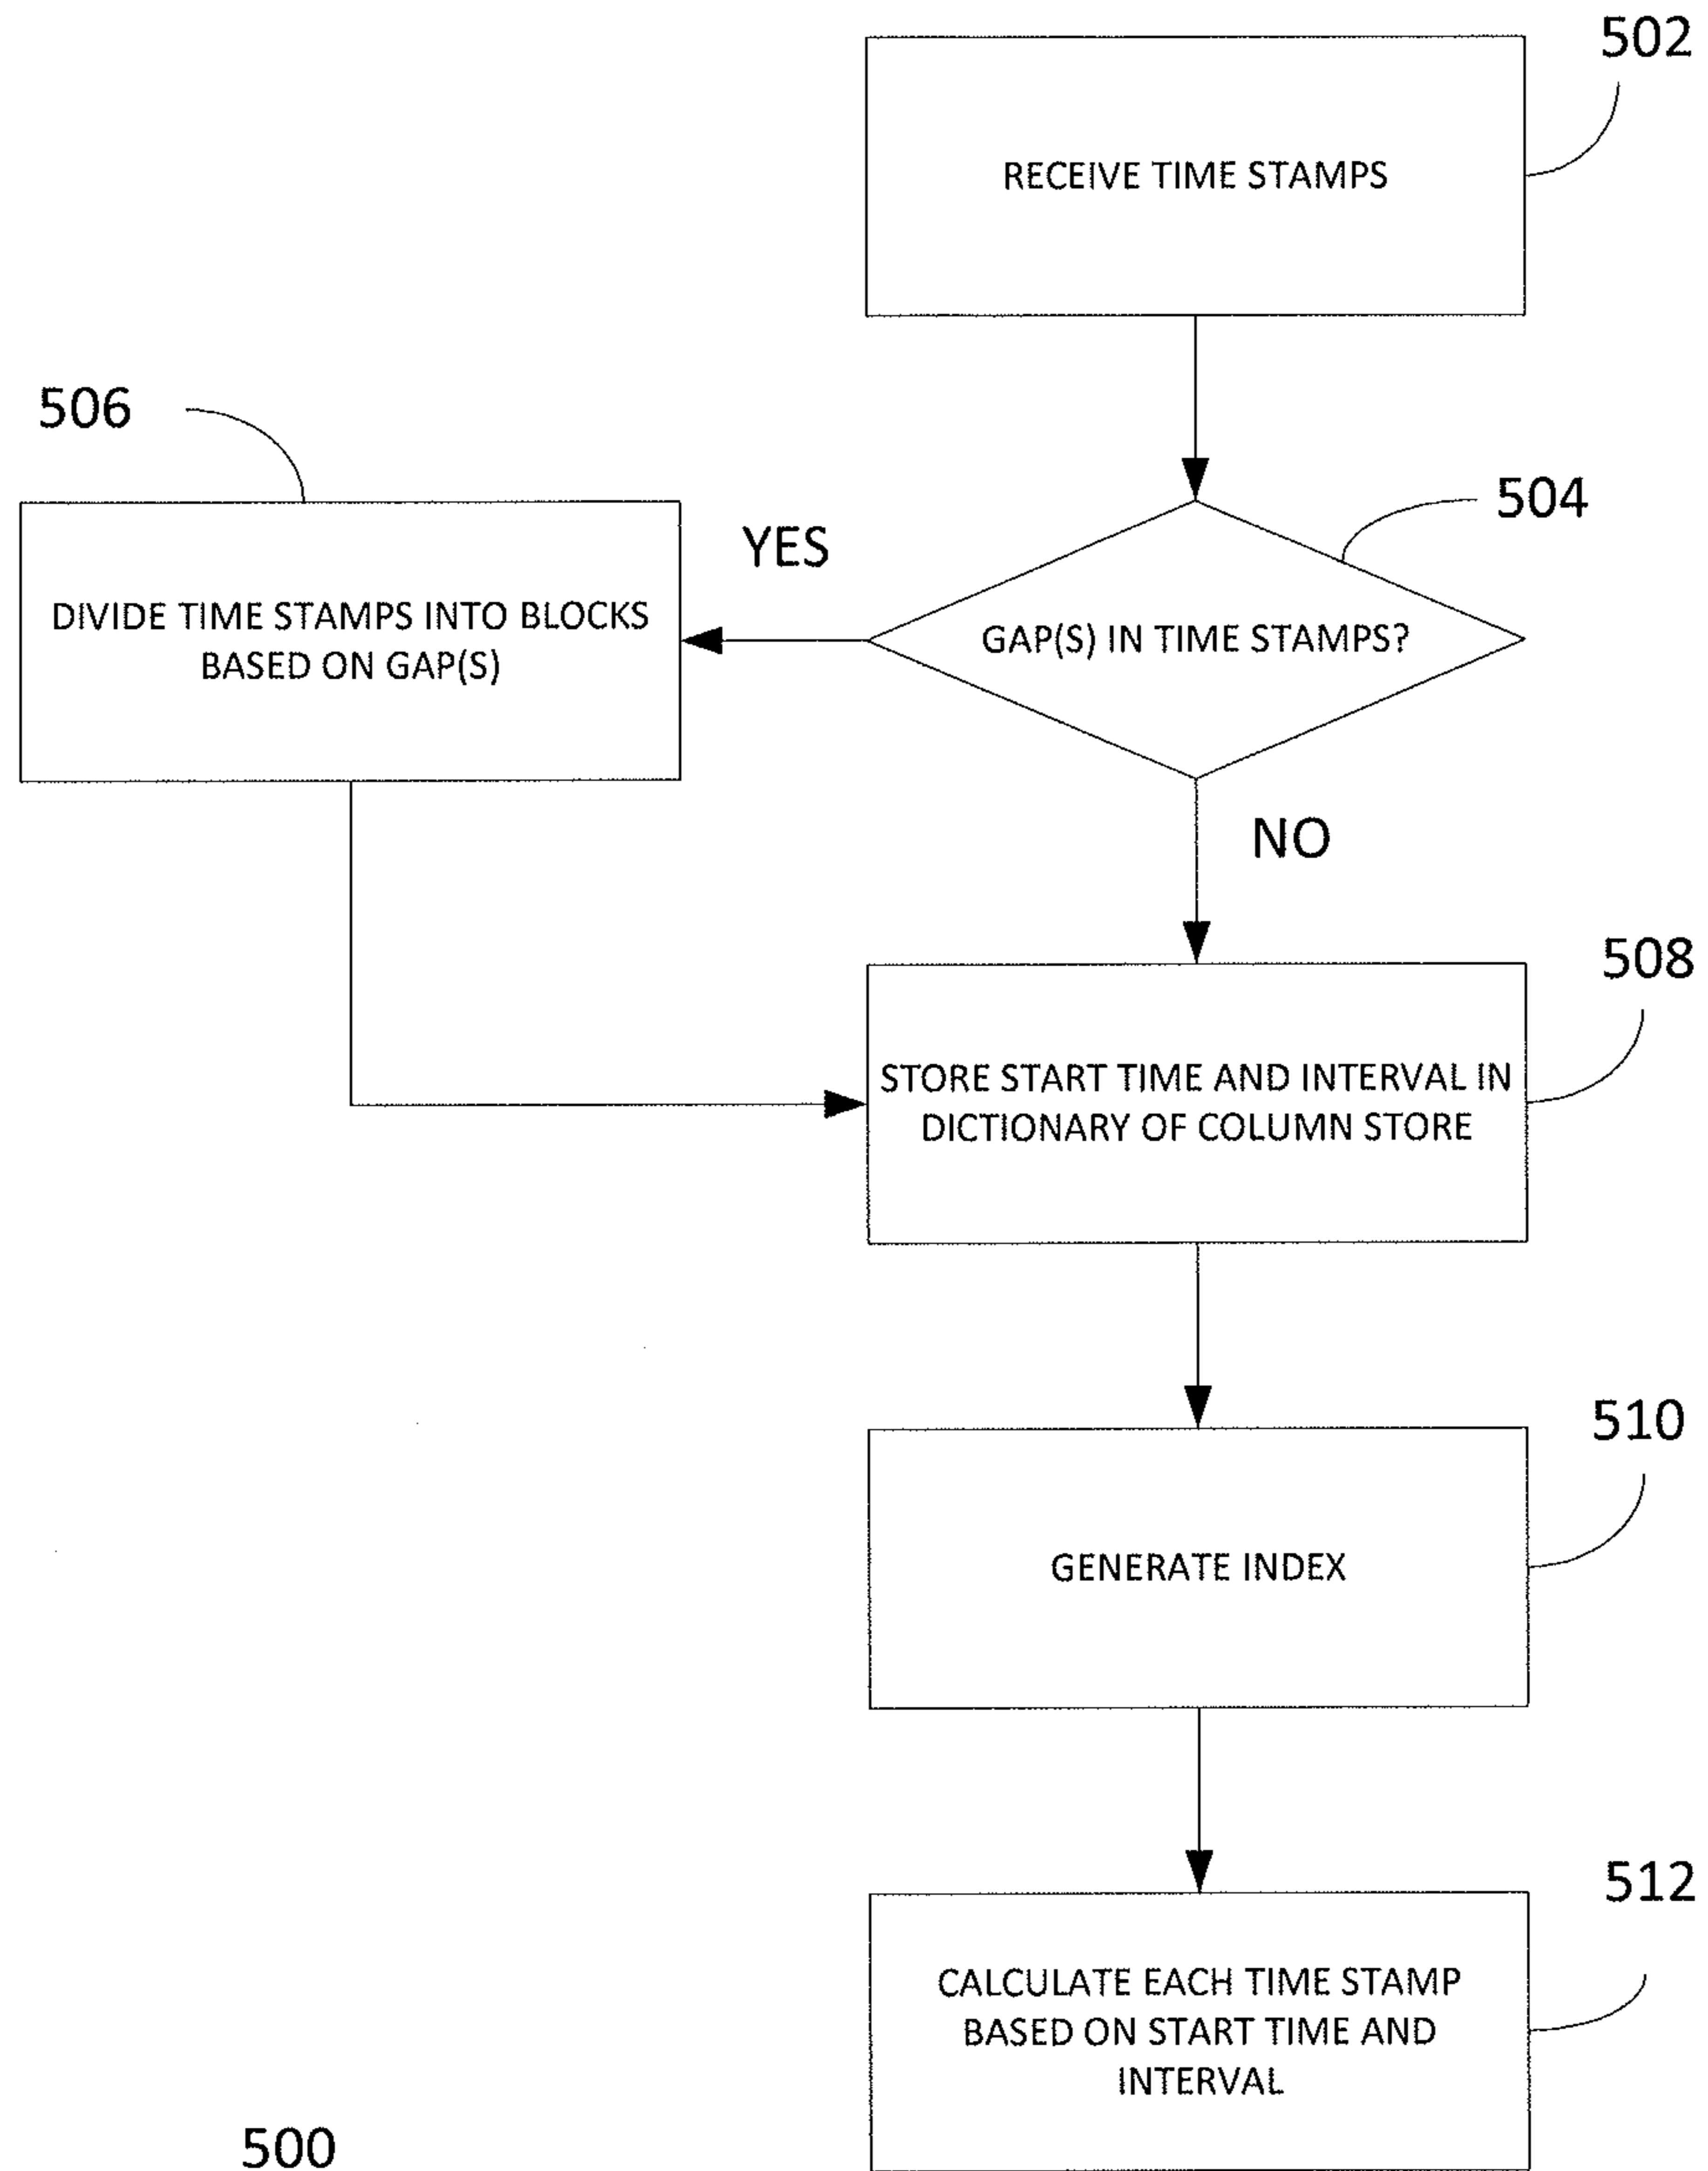 502
RECEIVE TIME STAMPS
506
504
YES
DIVIDE TIME STAMPS INTO BLOCKS
BASED ON GAP(S)
GAP(S) IN TIME STAMPS?
NO
508
STORE START TIME AND INTERVAL IN
DICTIONARY OF COLUMN STORE
510
GENERATE INDEX
512
CALCULATE EACH TIME STAMP
BASED ON START TIME AND
INTERVAL
500